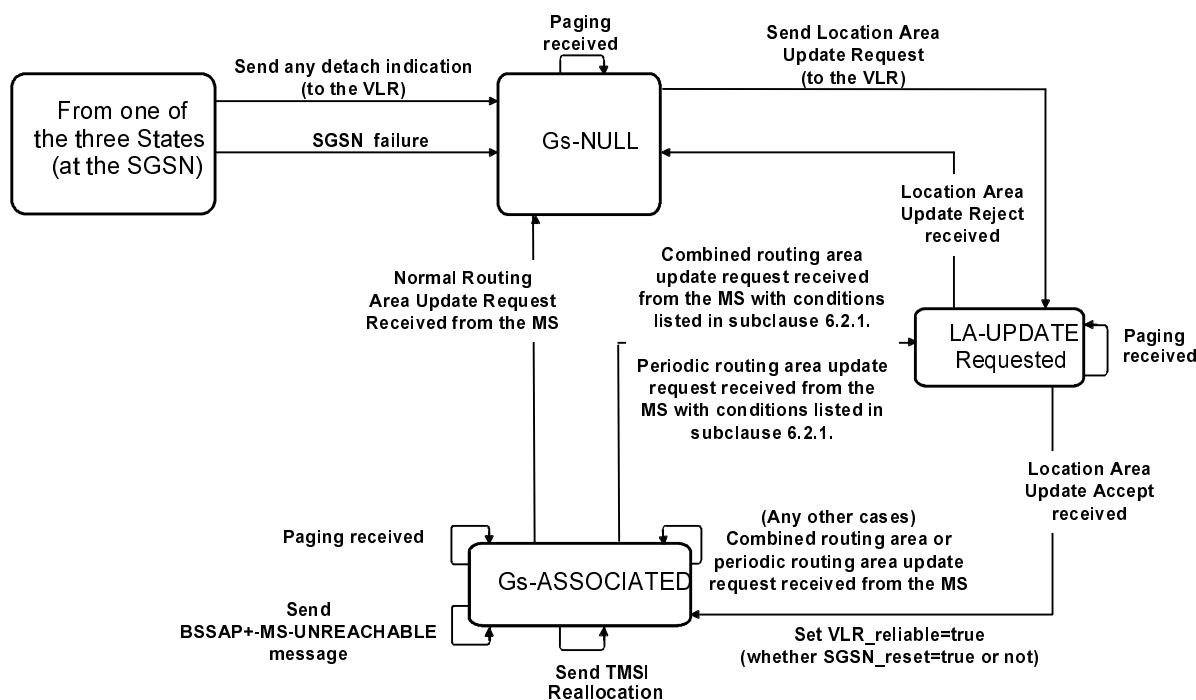 Paging
received
Send Location Area
Update Request
(to the VLR)
Send any detach indication
(to the VLR)
From one of
the three States
(at the SGSN)
SGSN failure
Gs-NULL
Location Area
Update Reject
received
Normal Routing
Area Update Request
Received from the MS
Combined routing area
update request received
from the MS with conditions
listed in subclause 6.2.1.
LA-UPDATE
Requested
Paging
received
Periodic routing area update
request received from the
MS with conditions listed in
subclause 6.2.1.
Location Area
Update Accept
received
Paging received
(Any other cases)
Combined routing area or
periodic routing area update
request received from the MS
Gs-ASSOCIATED
Send
BSSAP+-MS-UNREACHABLE
message
Set VLR_reliable=true
(whether SGSN_reset=true or not)
Send TMSI
Reallocation